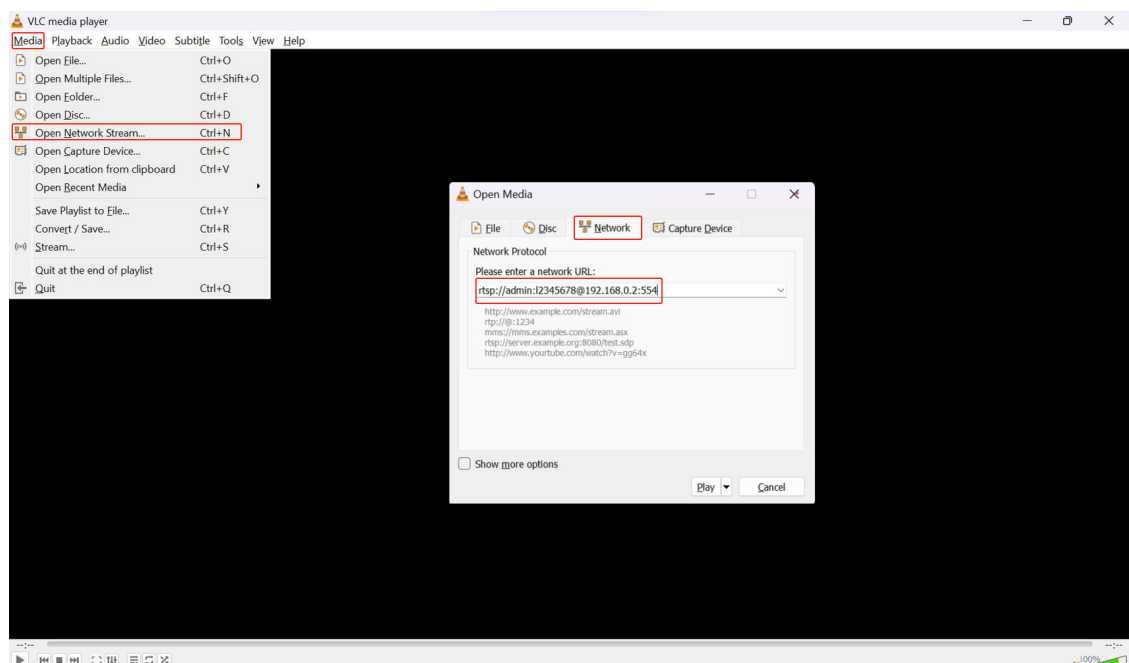 VLC media player
Media Playback Audio Video Subtitle Tools View Help
Open File... Ctrl+O
Open Multiple Files... Ctrl+Shift+O
Open Folder... Ctrl+F
Open Disc... Ctrl+D
Open Network Stream... Ctrl+N
Open Capture Device... Ctrl+C
Open Location from clipboard Ctrl+V
Open Recent Media
Save Playlist to File... Ctrl+Y
Convert / Save... Ctrl+R
Stream... Ctrl+S
Quit at the end of playlist
Quit Ctrl+Q
Open Media
File Disc Network Capture Device
Network Protocol
Please enter a network URL:
rtsp://admin:l2345678@192.168.0.2:554
http://www.example.com/stream.avi
rtp://@:1234
mms://mms.examples.com/stream.asx
rtsp://server.example.org:8080/test.sdp
http://www.yourtube.com/watch?v=gg64x
Show more options
Play Cancel
--:-- --:--
100%